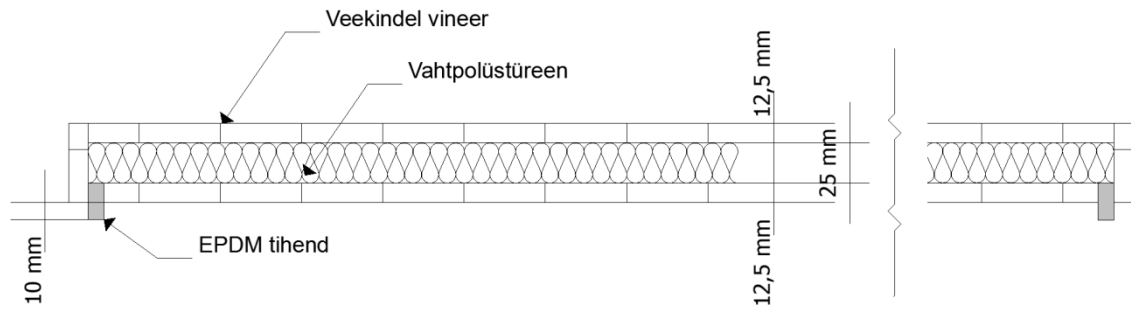 Veekindel vineer
Vahtpolüstüreen
12,5 mm
25 mm
EPDM tihend
10 mm
12,5 mm